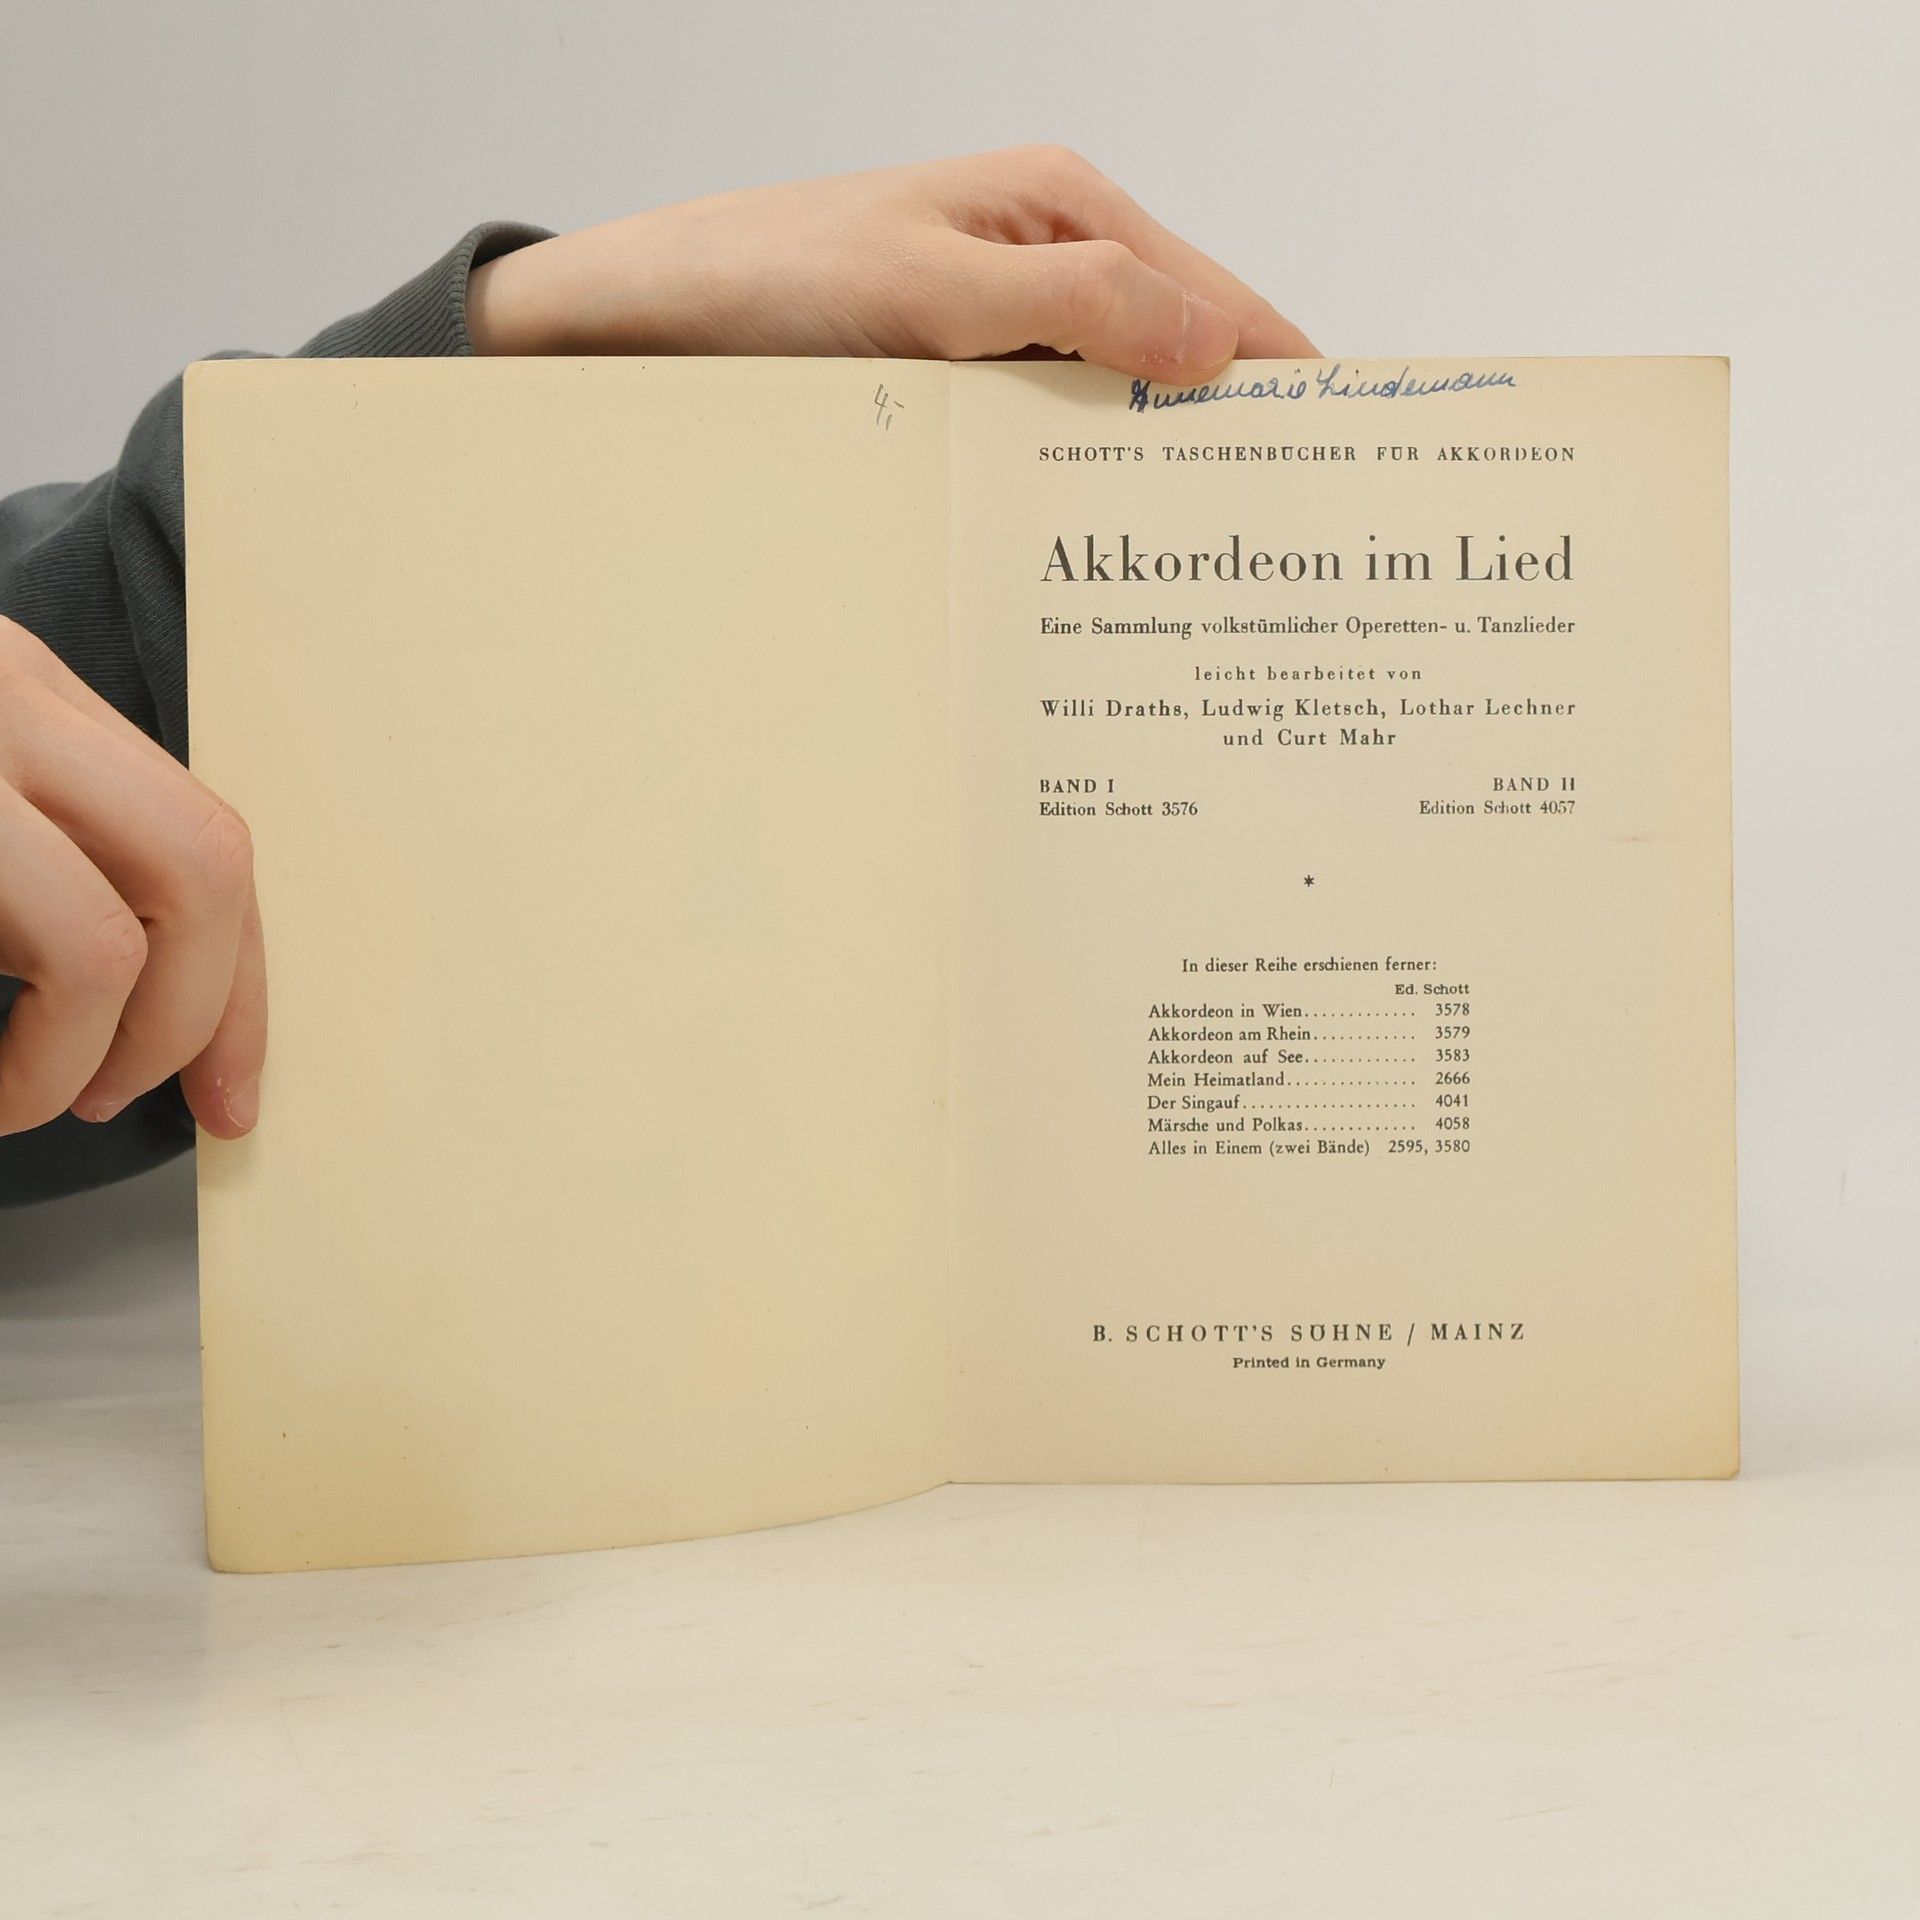 4,-
Annemarie Lindemann
SCHOTT'S TASCHENBÜCHER FÜR AKKORDEON
Akkordeon im Lied
Eine Sammlung volkstümlicher Operetten- u. Tanzlieder
leicht bearbeitet von
Willi Draths, Ludwig Kletsch, Lothar Lechner
und Curt Mahr
BAND I BAND II
Edition Schott 3576 Edition Schott 4057
*
In dieser Reihe erschienen ferner:
Ed. Schott
Akkordeon in Wien............. 3578
Akkordeon am Rhein............ 3579
Akkordeon auf See............. 3583
Mein Heimatland............... 2666
Der Singauf.................... 4041
Märsche und Polkas............. 4058
Alles in Einem (zwei Bände) 2595, 3580
B. SCHOTT'S SÖHNE / MAINZ
Printed in Germany